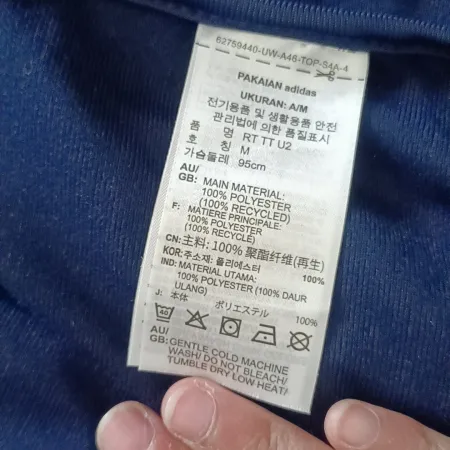 62759440-UW-A46-TOP-S4A-4
PAKAIAN adidas
UKURAN: A/M
전기용품 및 생활용품 안전
관리법에 의한 품질표시
품 명 RT TT U2
호 칭 M
가슴둘레 95cm
AU/
GB: MAIN MATERIAL:
100% POLYESTER
(100% RECYCLED)
F: MATIÈRE PRINCIPALE:
100% POLYESTER
(100% RECYCLÉ)
CN: 主料: 100% 聚酯纤维(再生)
KOR: 주소재: 폴리에스터 100%
IND: MATERIAL UTAMA:
100% POLYESTER (100% DAUR
ULANG)
J: 本体
ポリエステル 100%
40
AU/
GB: GENTLE COLD MACHINE
WASH/ DO NOT BLEACH/
TUMBLE DRY LOW HEAT/